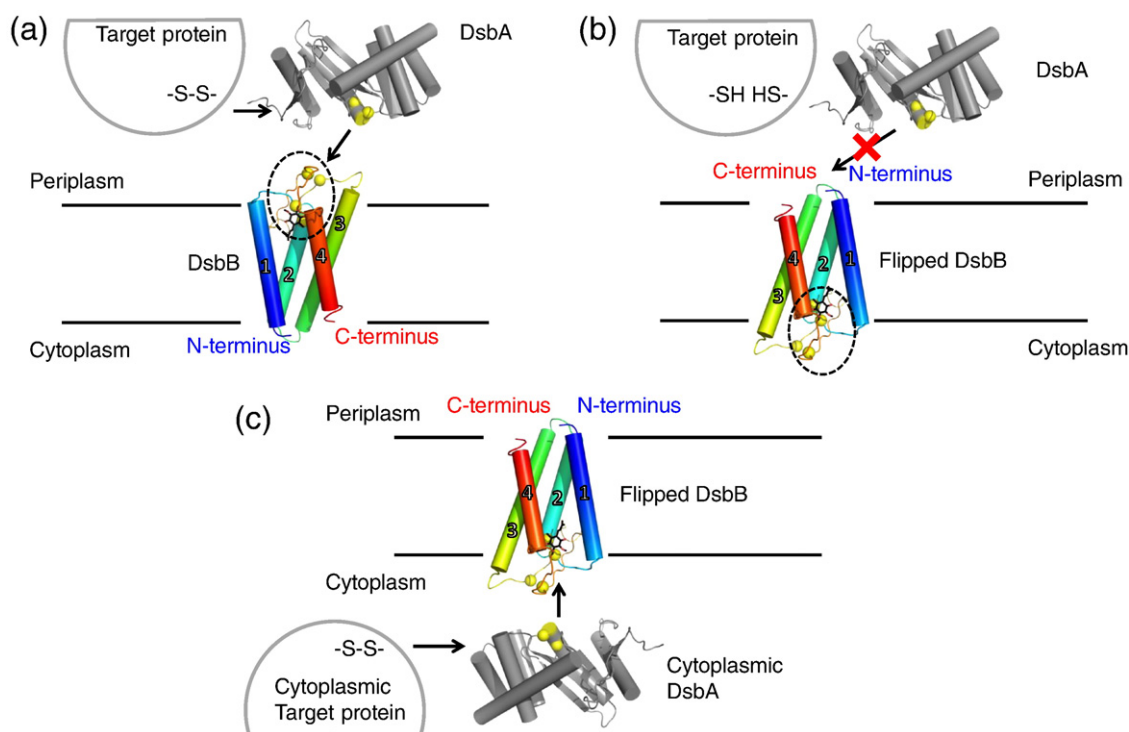 (a)
Target protein
-S-S-
DsbA
Periplasm
DsbB
1
2
4
3
Cytoplasm
N-terminus
C-terminus
(b)
Target protein
-SH HS-
DsbA
C-terminus
N-terminus
Periplasm
4
3
2
1
Flipped DsbB
Cytoplasm
(c)
Periplasm
C-terminus
N-terminus
4
3
2
1
Flipped DsbB
Cytoplasm
-S-S-
Cytoplasmic
Target protein
Cytoplasmic
DsbA